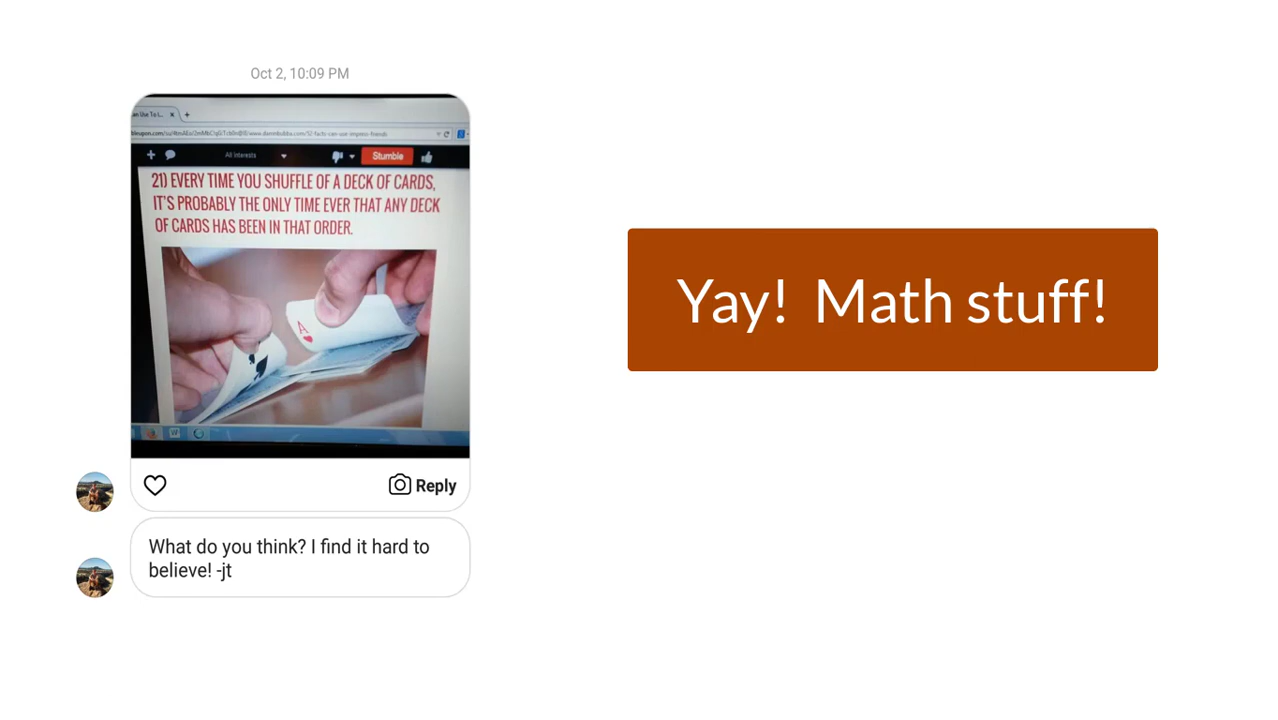 Oct 2, 10:09 PM
All Interests
Stumble
21) EVERY TIME YOU SHUFFLE OF A DECK OF CARDS,
IT'S PROBABLY THE ONLY TIME EVER THAT ANY DECK
OF CARDS HAS BEEN IN THAT ORDER.
A
Reply
What do you think? I find it hard to
believe! -jt
Yay! Math stuff!